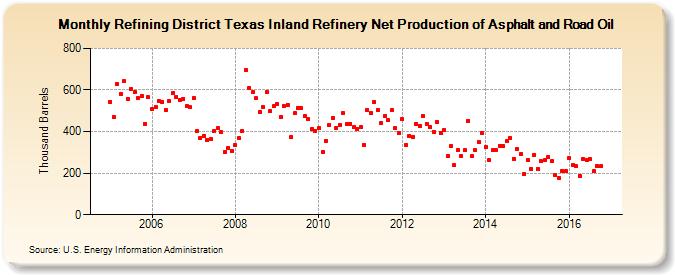 Monthly Refining District Texas Inland Refinery Net Production of Asphalt and Road Oil
Thousand Barrels
800
600
400
200
0
2006 2008 2010 2012 2014 2016
Source: U.S. Energy Information Administration